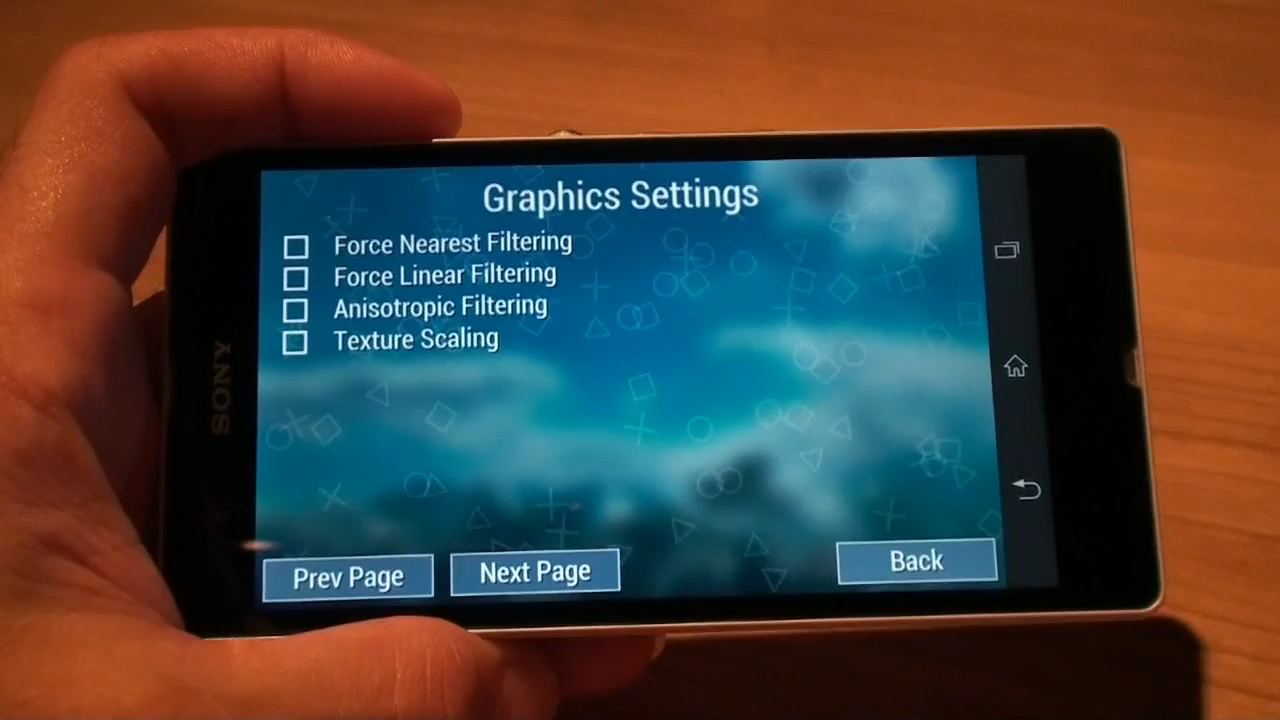 Graphics Settings
Force Nearest Filtering
Force Linear Filtering
Anisotropic Filtering
Texture Scaling
Prev Page
Next Page
Back
SONY